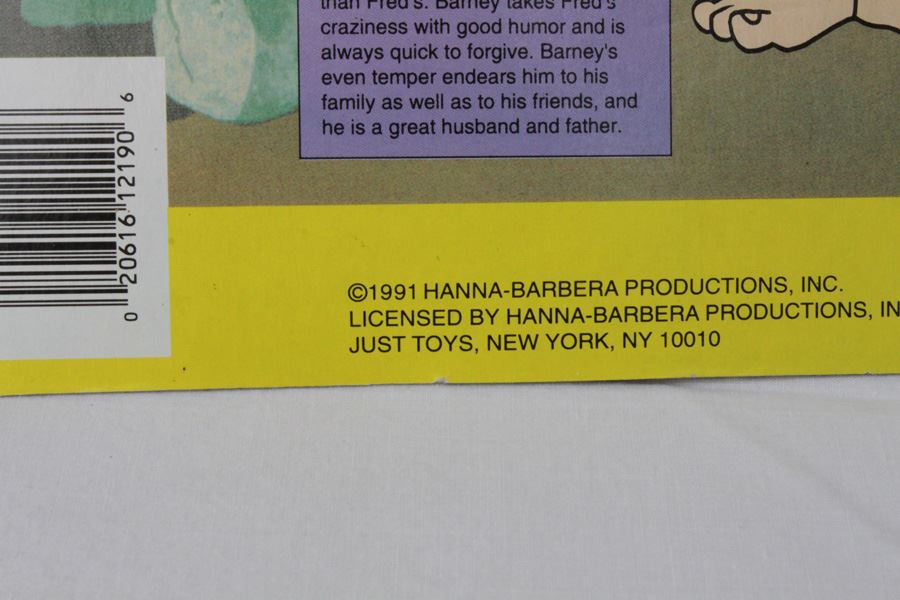 than Fred's. Barney takes Fred's
craziness with good humor and is
always quick to forgive. Barney's
even temper endears him to his
family as well as to his friends, and
he is a great husband and father.
0 20616 12190 6
©1991 HANNA-BARBERA PRODUCTIONS, INC.
LICENSED BY HANNA-BARBERA PRODUCTIONS, IN
JUST TOYS, NEW YORK, NY 10010